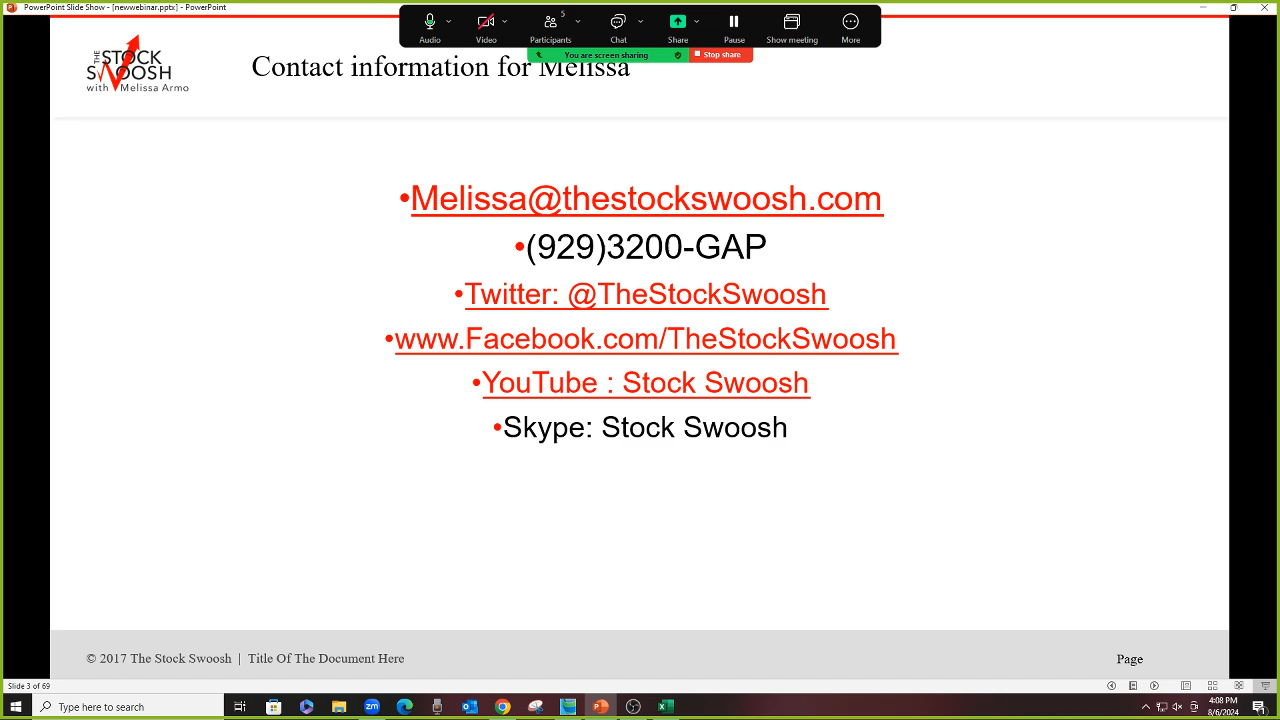 PowerPoint Slide Show - [newwebinar.pptx] - PowerPoint
5
Audio
Video
Participants
Chat
Share
Pause
Show meeting
More
You are screen sharing
Stop share
THE STOCK
SWOOSH
with Melissa Armo
Contact information for Melissa
•Melissa@thestockswoosh.com
•(929)3200-GAP
•Twitter: @TheStockSwoosh
•www.Facebook.com/TheStockSwoosh
•YouTube : Stock Swoosh
•Skype: Stock Swoosh
© 2017 The Stock Swoosh | Title Of The Document Here
Page
Slide 3 of 69
Type here to search
zm
4:08 PM
8/6/2024